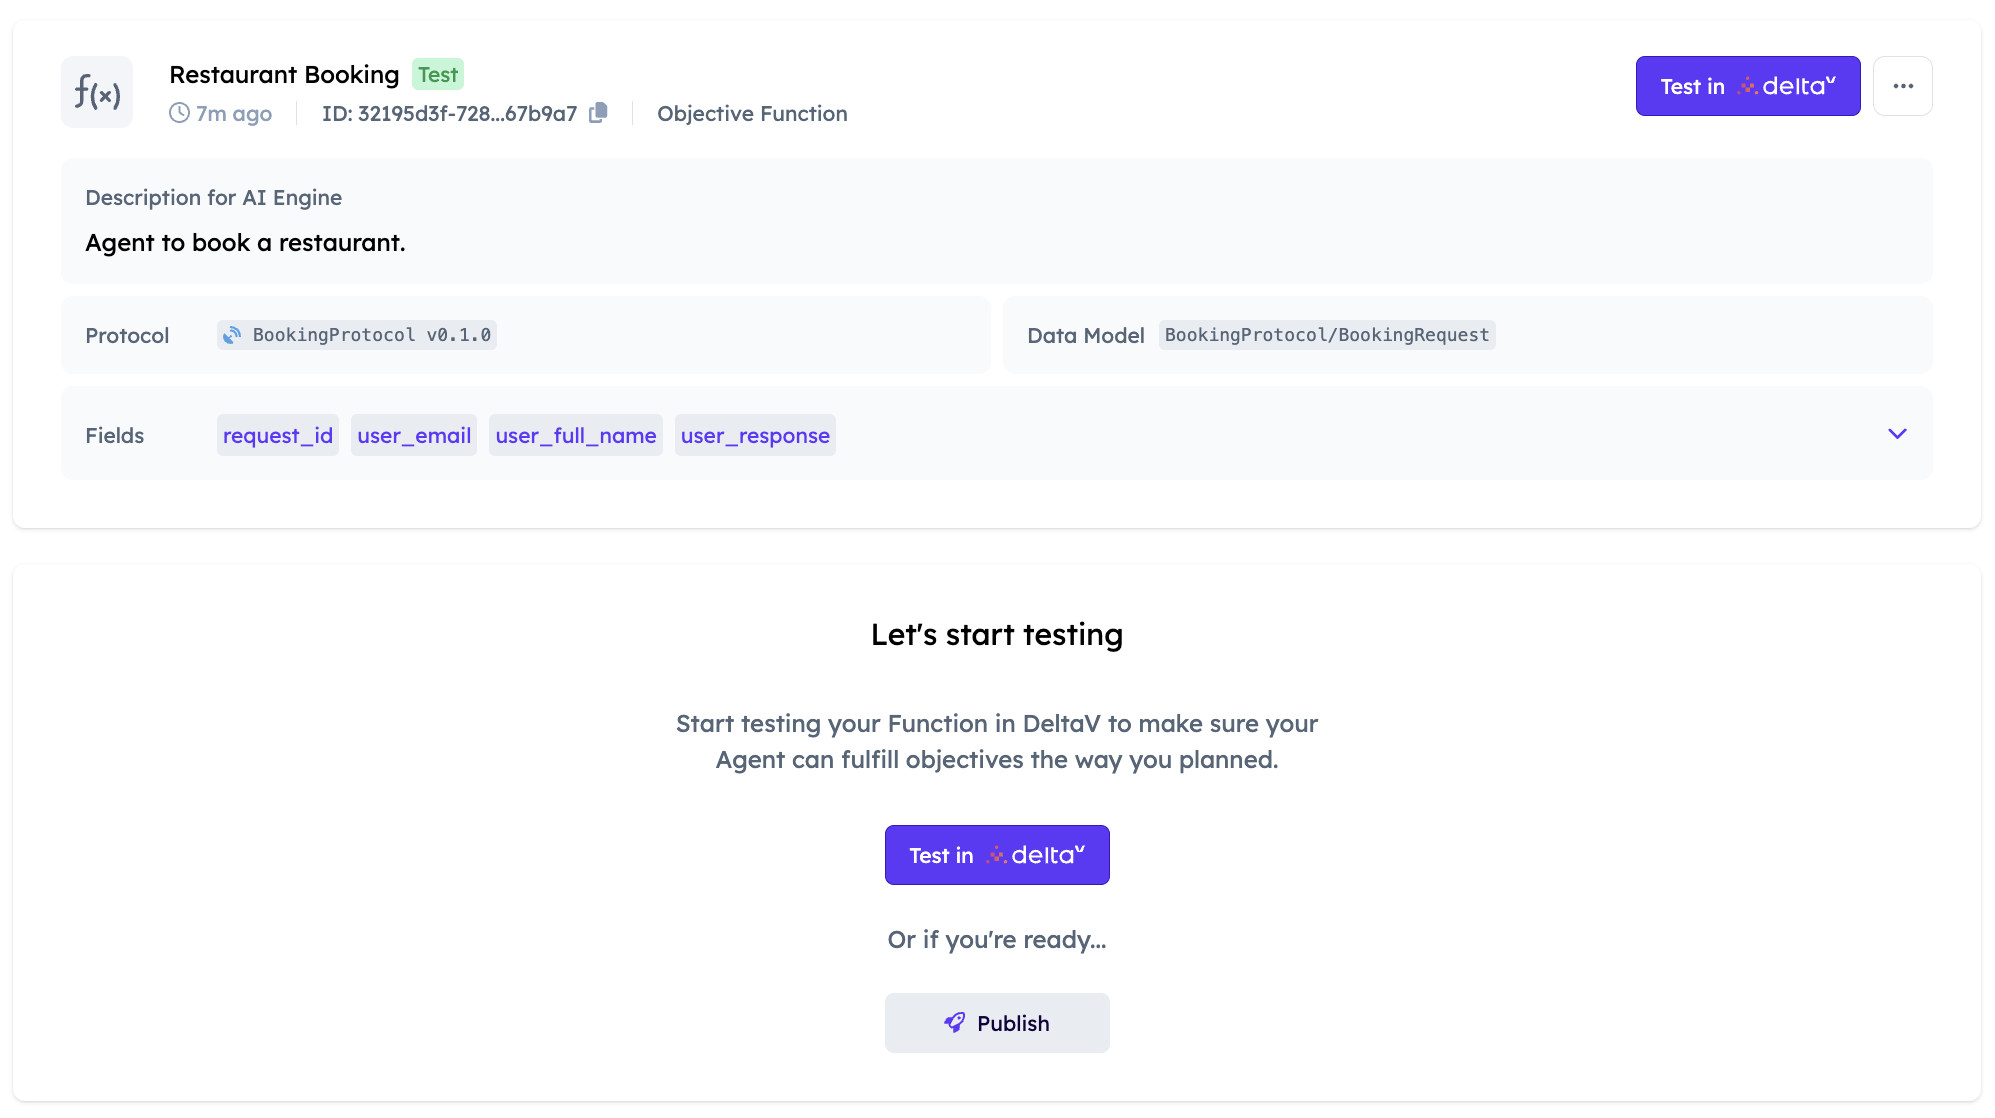 f(x)
Restaurant Booking Test
7m ago ID: 32195d3f-728...67b9a7 Objective Function
Test in deltaV
Description for AI Engine
Agent to book a restaurant.
Protocol BookingProtocol v0.1.0
Data Model BookingProtocol/BookingRequest
Fields request_id user_email user_full_name user_response
Let's start testing
Start testing your Function in DeltaV to make sure your
Agent can fulfill objectives the way you planned.
Test in deltaV
Or if you're ready...
Publish